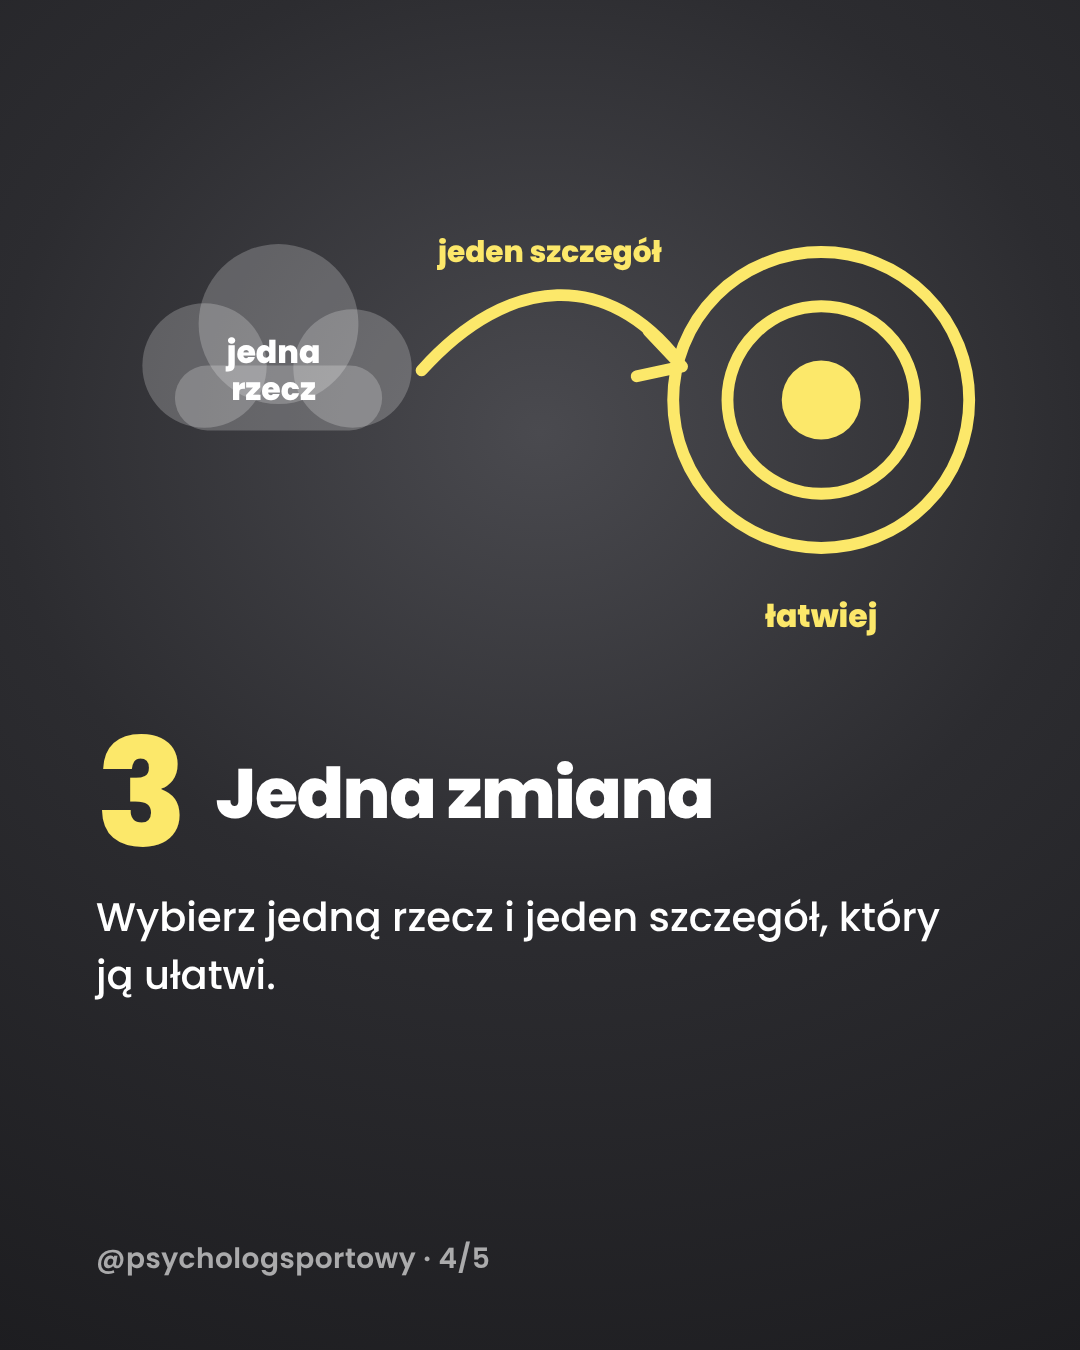 jeden szczegół
jedna
rzecz
łatwiej
3 Jedna zmiana
Wybierz jedną rzecz i jeden szczegół, który
ją ułatwi.
@psychologsportowy · 4/5